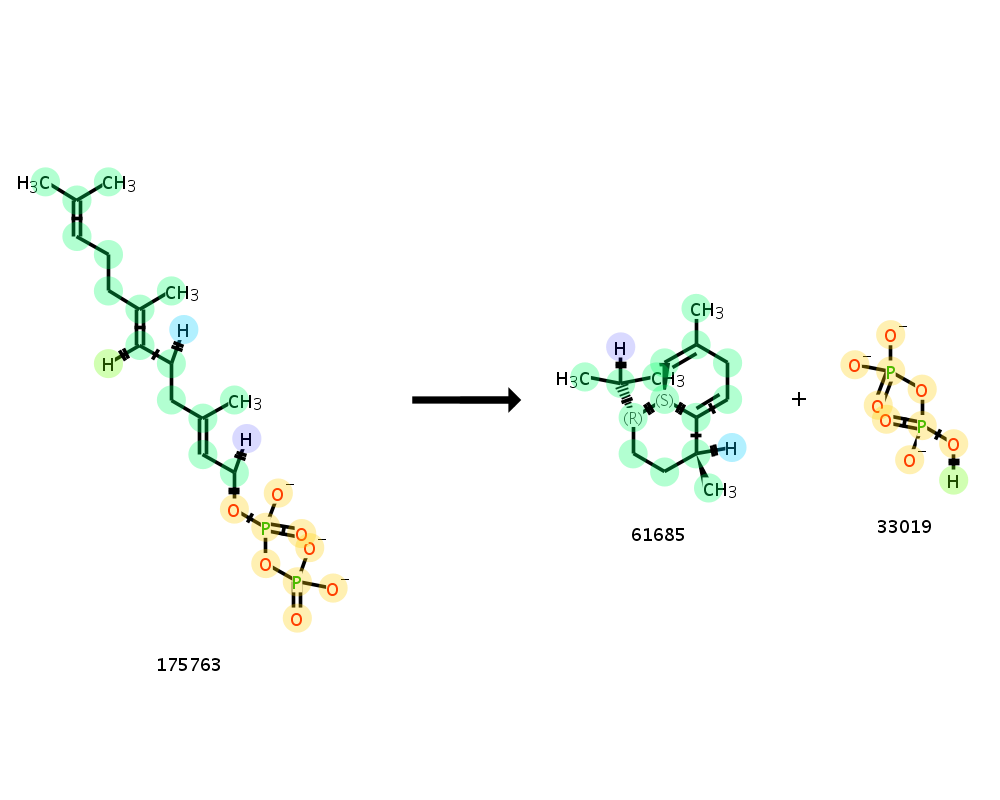 H₃C CH₃
CH₃
H
H
CH₃
H
O O⁻
P O
O O⁻
P O⁻
O
175763
CH₃
H
H₃C CH₃
(S)
(R)
H
CH₃
61685
+
O⁻
O⁻ P O
O
O P O
O⁻
H
33019